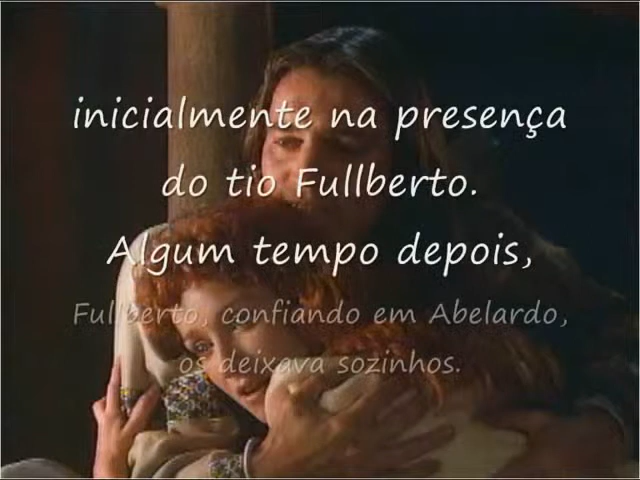 inicialmente na presença
do tio Fullberto.
Algum tempo depois,
Fullberto, confiando em Abelardo,
os deixava sozinhos.